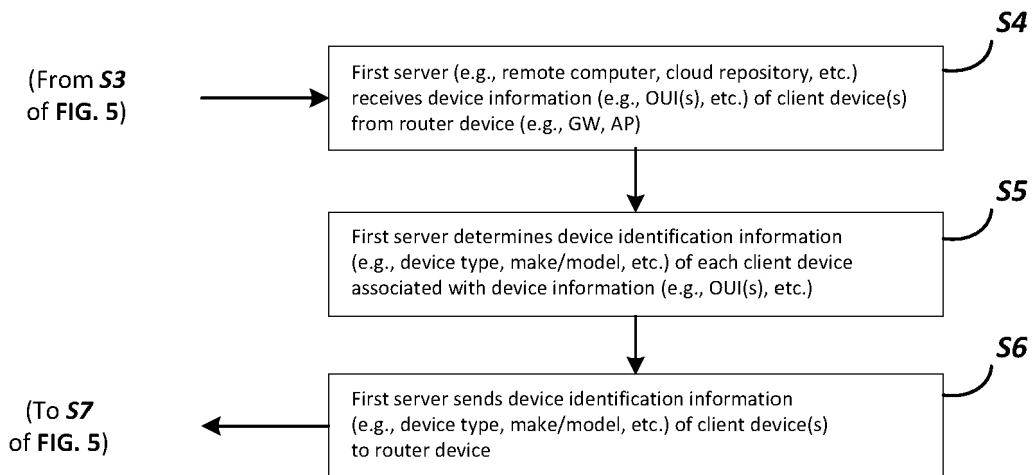 S4
(From S3
of FIG. 5)
First server (e.g., remote computer, cloud repository, etc.)
receives device information (e.g., OUI(s), etc.) of client device(s)
from router device (e.g., GW, AP)
S5
First server determines device identification information
(e.g., device type, make/model, etc.) of each client device
associated with device information (e.g., OUI(s), etc.)
S6
First server sends device identification information
(e.g., device type, make/model, etc.) of client device(s)
to router device
(To S7
of FIG. 5)